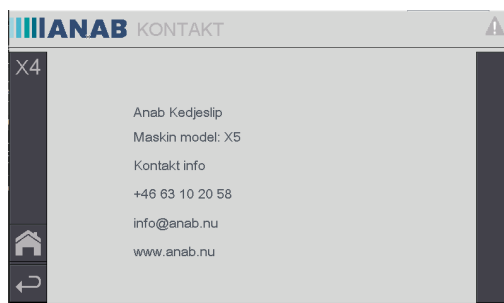 ANAB KONTAKT
X4
Anab Kedjeslip
Maskin model: X5
Kontakt info
+46 63 10 20 58
info@anab.nu
www.anab.nu